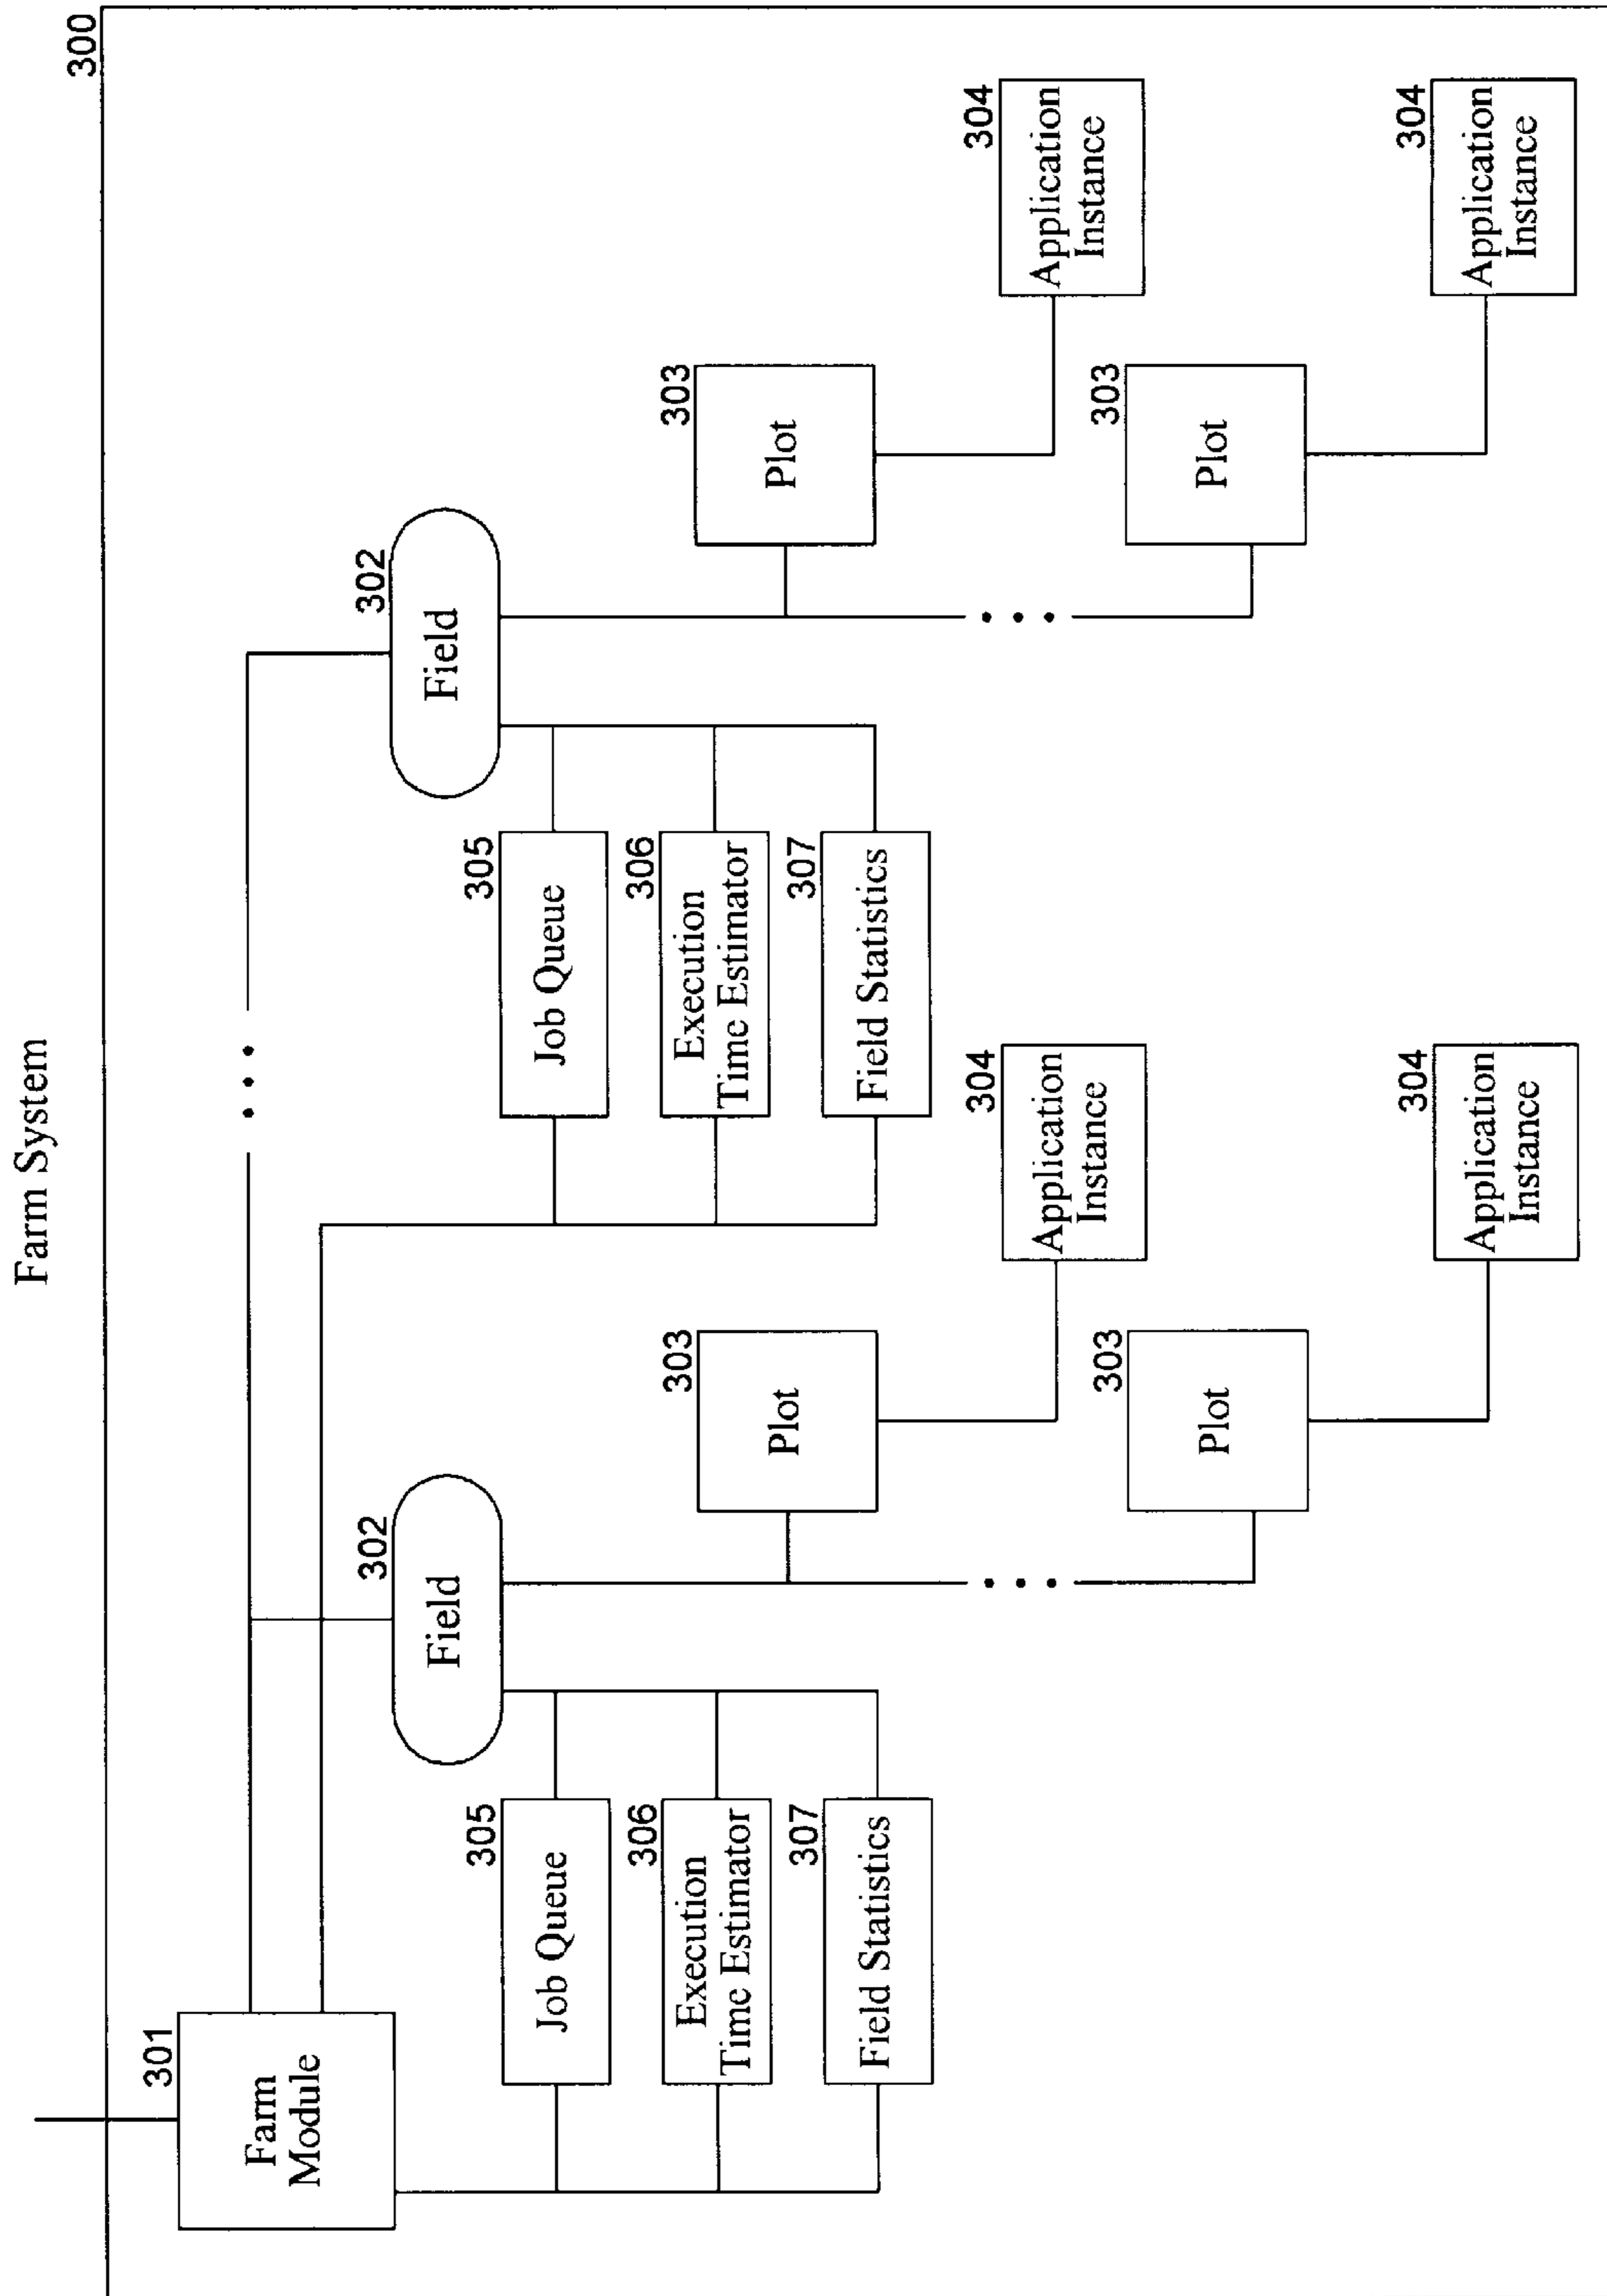 Farm System
300
301
Farm
Module
302
Field
302
Field
305
Job Queue
305
Job Queue
306
Execution
Time Estimator
306
Execution
Time Estimator
307
Field Statistics
307
Field Statistics
303
Plot
303
Plot
304
Application
Instance
304
Application
Instance
303
Plot
303
Plot
304
Application
Instance
304
Application
Instance